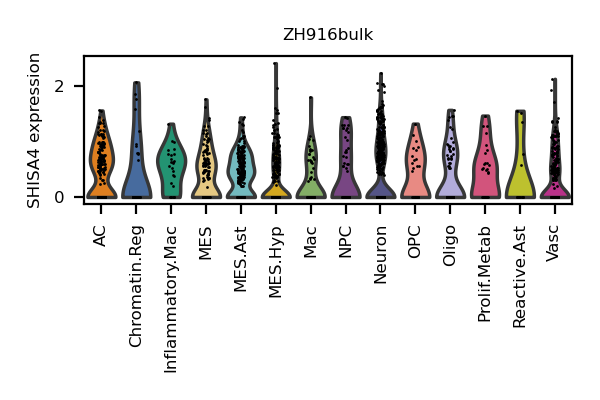 ZH916bulk
SHISA4 expression
2
0
AC
Chromatin.Reg
Inflammatory.Mac
MES
MES.Ast
MES.Hyp
Mac
NPC
Neuron
OPC
Oligo
Prolif.Metab
Reactive.Ast
Vasc